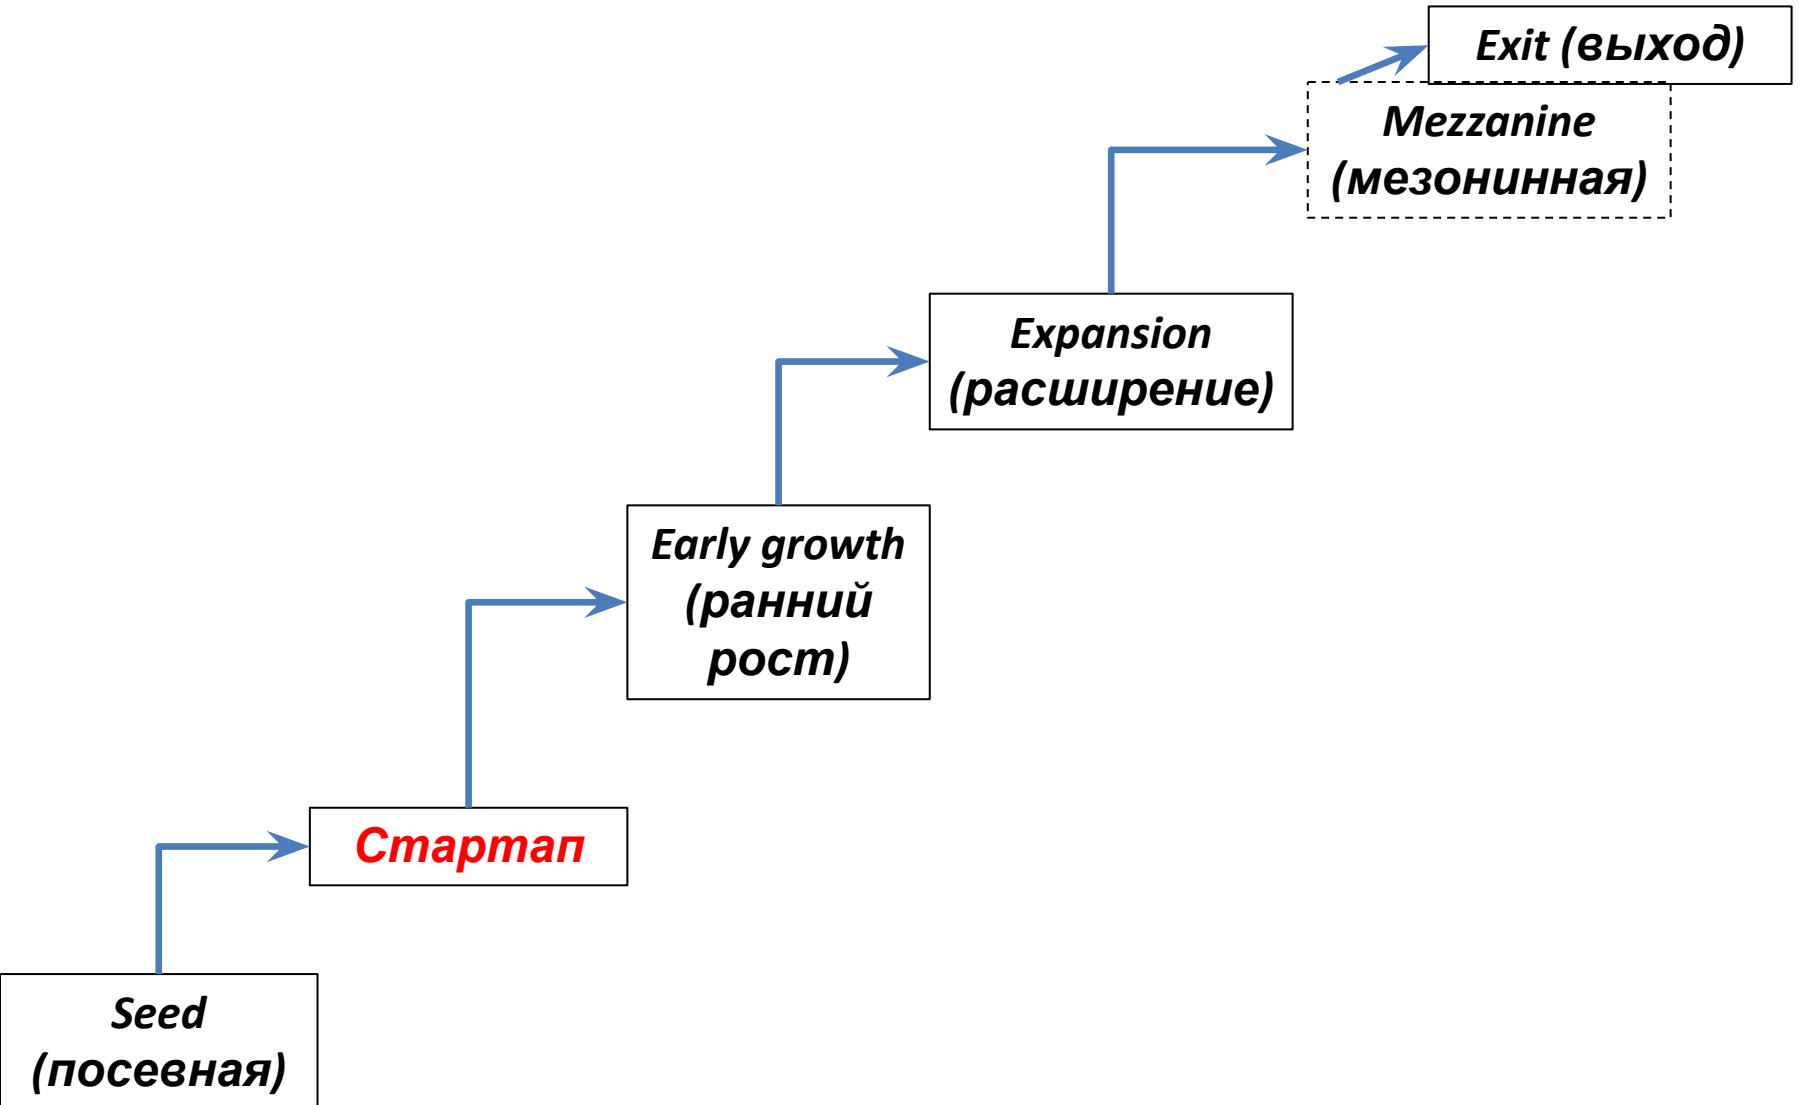 Exit (выход)
Mezzanine
(мезонинная)
Expansion
(расширение)
Early growth
(ранний
рост)
Стартап
Seed
(посевная)